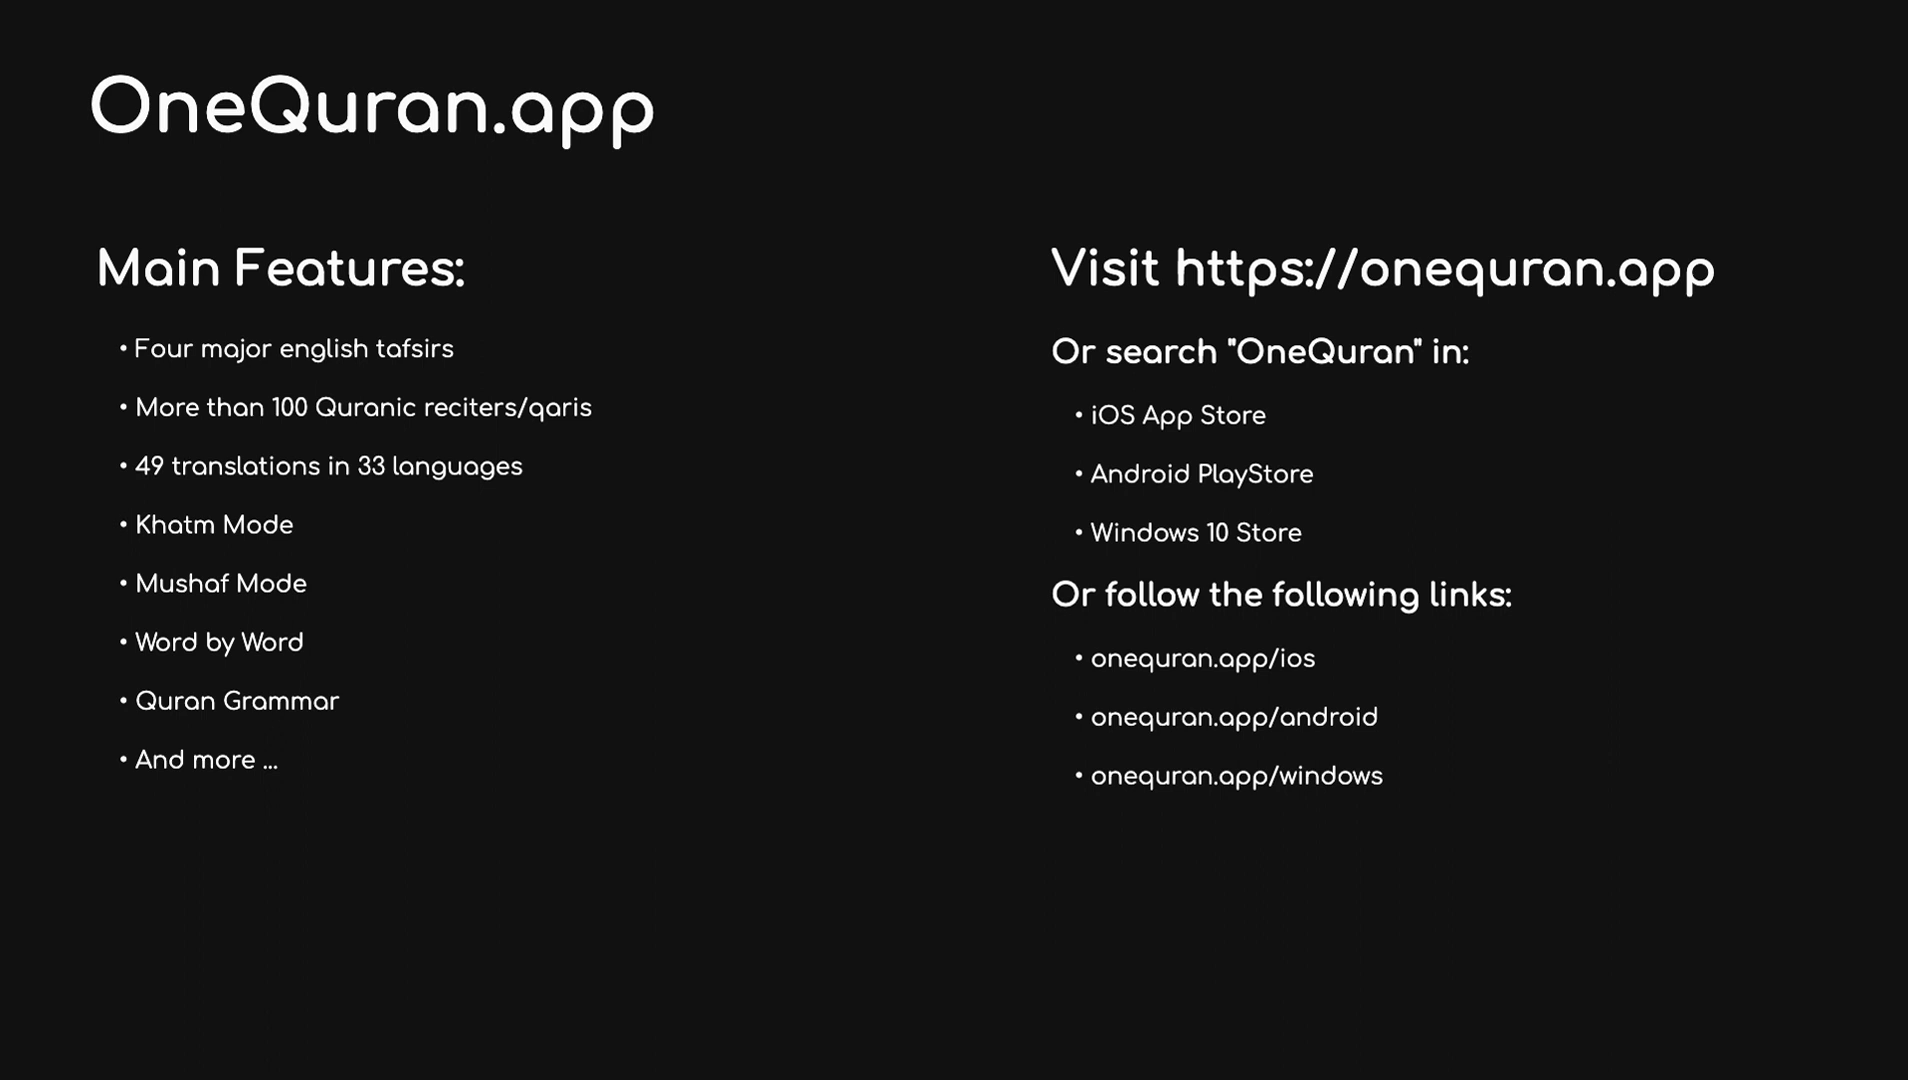 OneQuran.app
Main Features:
• Four major english tafsirs
• More than 100 Quranic reciters/qaris
• 49 translations in 33 languages
• Khatm Mode
• Mushaf Mode
• Word by Word
• Quran Grammar
• And more ...
Visit https://onequran.app
Or search "OneQuran" in:
• iOS App Store
• Android PlayStore
• Windows 10 Store
Or follow the following links:
• onequran.app/ios
• onequran.app/android
• onequran.app/windows